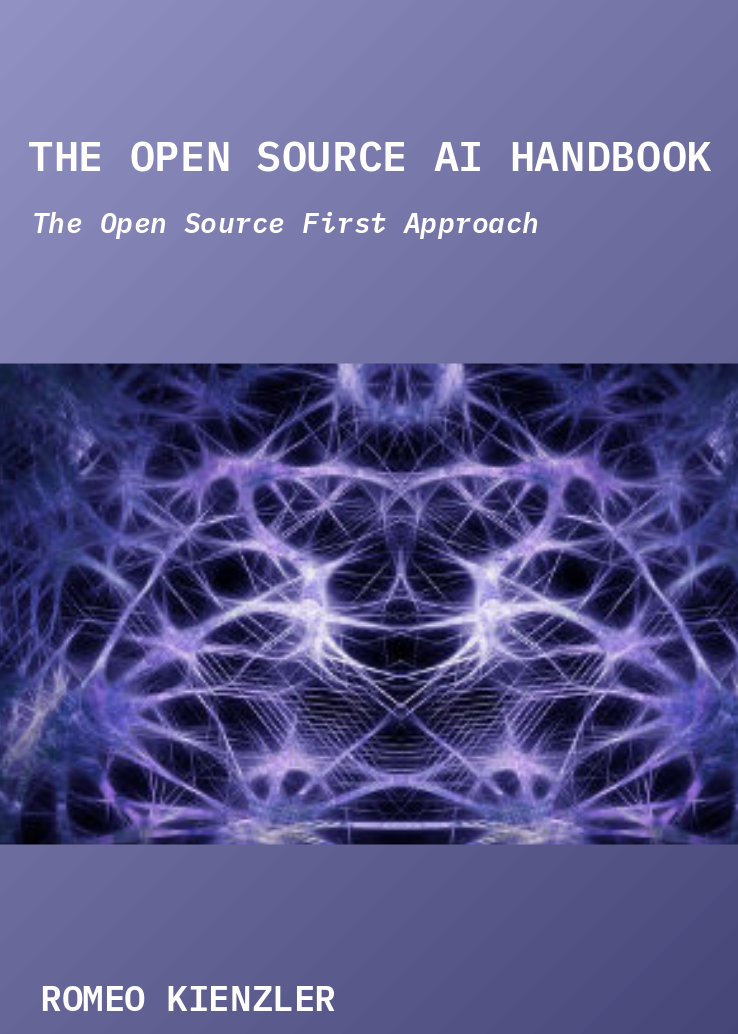 THE OPEN SOURCE AI HANDBOOK
The Open Source First Approach
ROMEO KIENZLER